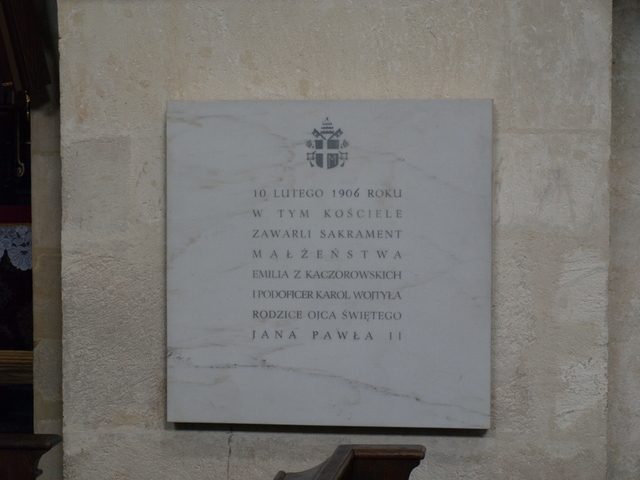 10 LUTEGO 1906 ROKU
W TYM KOŚCIELE
ZAWARLI SAKRAMENT
MAŁŻEŃSTWA
EMILIA Z KACZOROWSKICH
I PODOFICER KAROL WOJTYŁA
RODZICE OJCA ŚWIĘTEGO
JANA PAWŁA II